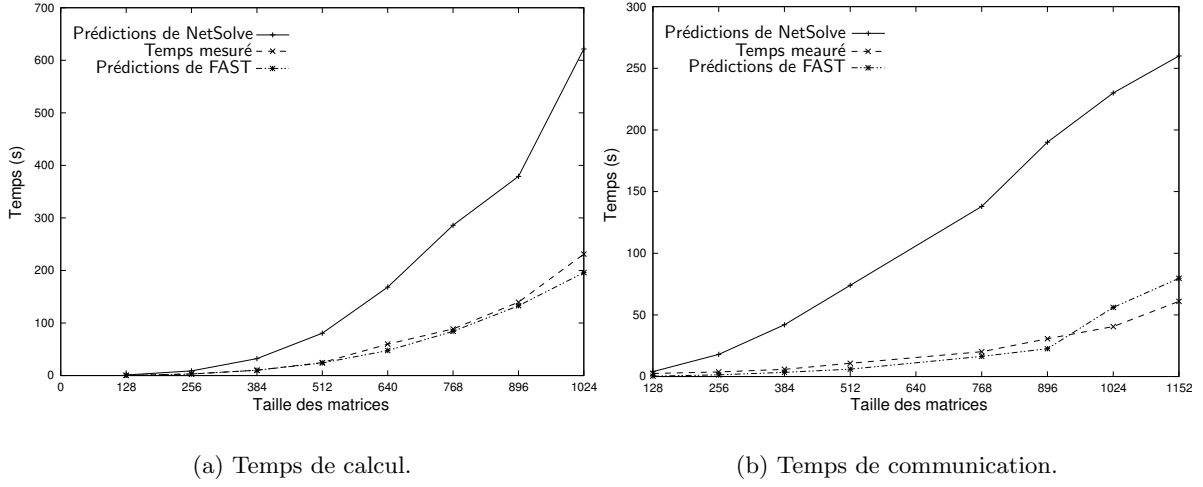 700
600
500
400
300
200
100
0
0 128 256 384 512 640 768 896 1024
Temps (s)
Taille des matrices
Prédictions de NetSolve
Temps mesuré
Prédictions de FAST
(a) Temps de calcul.
300
250
200
150
100
50
0
128 256 384 512 640 768 896 1024 1152
Temps (s)
Taille des matrices
Prédictions de NetSolve
Temps meauré
Prédictions de FAST
(b) Temps de communication.